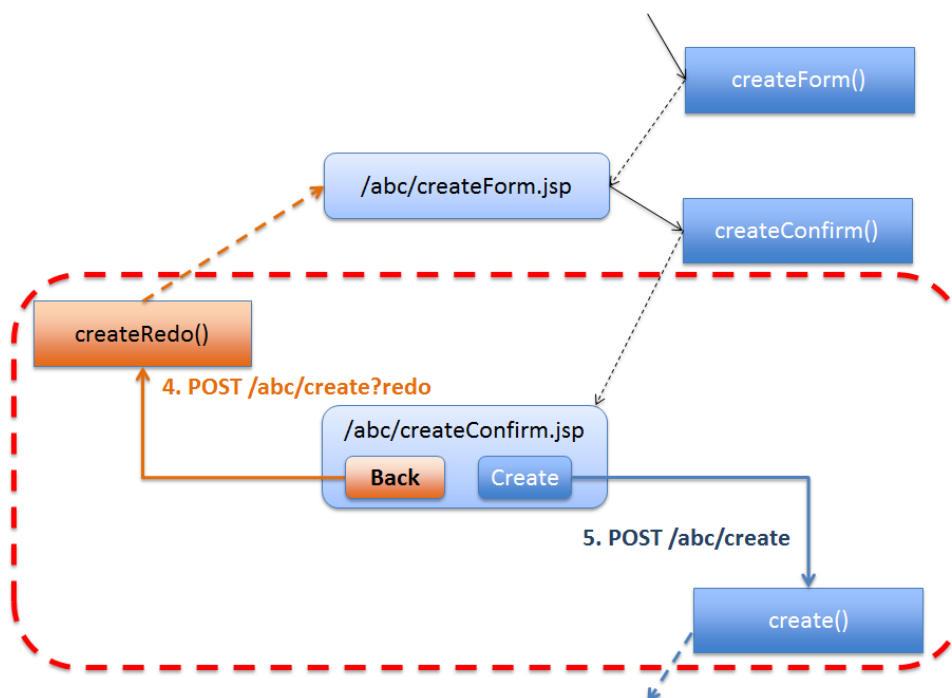 createForm()
/abc/createForm.jsp
createConfirm()
createRedo()
4. POST /abc/create?redo
/abc/createConfirm.jsp
Back
Create
5. POST /abc/create
create()